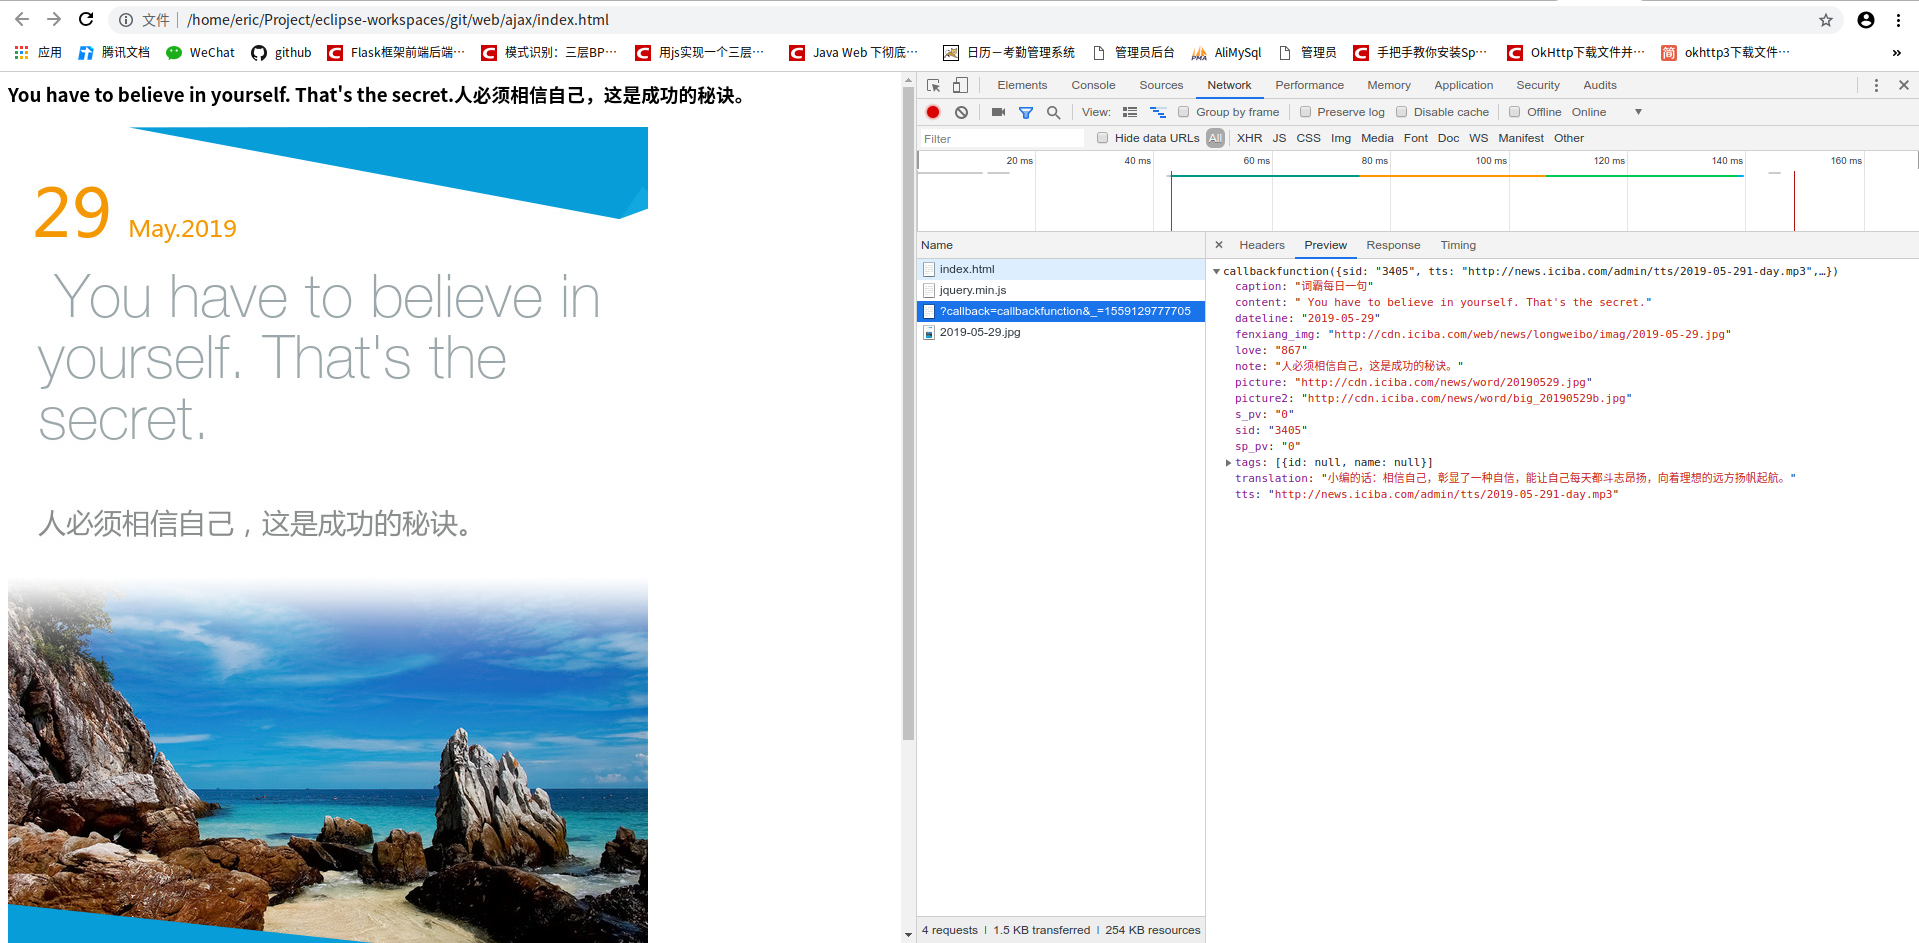 文件 | /home/eric/Project/eclipse-workspaces/git/web/ajax/index.html
应用 腾讯文档 WeChat github Flask框架前端后端… 模式识别：三层BP… 用js实现一个三层… Java Web 下彻底… 日历－考勤管理系统 管理员后台 AliMySql 管理员 手把手教你安装Sp… OkHttp下载文件并… okhttp3下载文件… »
You have to believe in yourself. That's the secret.人必须相信自己，这是成功的秘诀。
29 May.2019
You have to believe in
yourself. That's the
secret.
人必须相信自己，这是成功的秘诀。
Elements Console Sources Network Performance Memory Application Security Audits
View: Group by frame Preserve log Disable cache Offline Online
Filter Hide data URLs All XHR JS CSS Img Media Font Doc WS Manifest Other
20 ms 40 ms 60 ms 80 ms 100 ms 120 ms 140 ms 160 ms
Name
index.html
jquery.min.js
?callback=callbackfunction&_=1559129777705
2019-05-29.jpg
4 requests | 1.5 KB transferred | 254 KB resources
× Headers Preview Response Timing
callbackfunction({sid: "3405", tts: "http://news.iciba.com/admin/tts/2019-05-291-day.mp3",…})
caption: "词霸每日一句"
content: " You have to believe in yourself. That's the secret."
dateline: "2019-05-29"
fenxiang_img: "http://cdn.iciba.com/web/news/longweibo/imag/2019-05-29.jpg"
love: "867"
note: "人必须相信自己，这是成功的秘诀。"
picture: "http://cdn.iciba.com/news/word/20190529.jpg"
picture2: "http://cdn.iciba.com/news/word/big_20190529b.jpg"
s_pv: "0"
sid: "3405"
sp_pv: "0"
tags: [{id: null, name: null}]
translation: "小编的话：相信自己，彰显了一种自信，能让自己每天都斗志昂扬，向着理想的远方扬帆起航。"
tts: "http://news.iciba.com/admin/tts/2019-05-291-day.mp3"